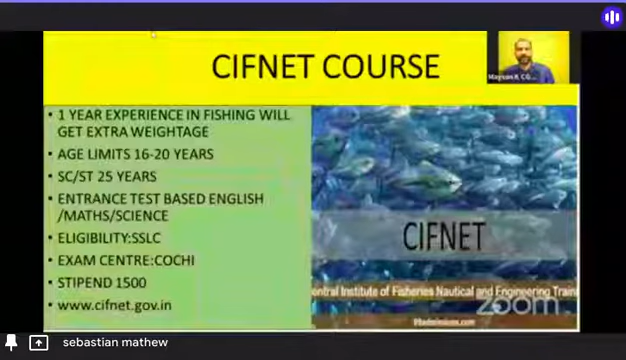 CIFNET COURSE
• 1 YEAR EXPERIENCE IN FISHING WILL
GET EXTRA WEIGHTAGE
• AGE LIMITS 16-20 YEARS
• SC/ST 25 YEARS
• ENTRANCE TEST BASED ENGLISH
/MATHS/SCIENCE
• ELIGIBILITY:SSLC
• EXAM CENTRE:COCHI
• STIPEND 1500
• www.cifnet.gov.in
CIFNET
entral Institute of Fisheries Nautical and Engineering Train
zoom
sebastian mathew